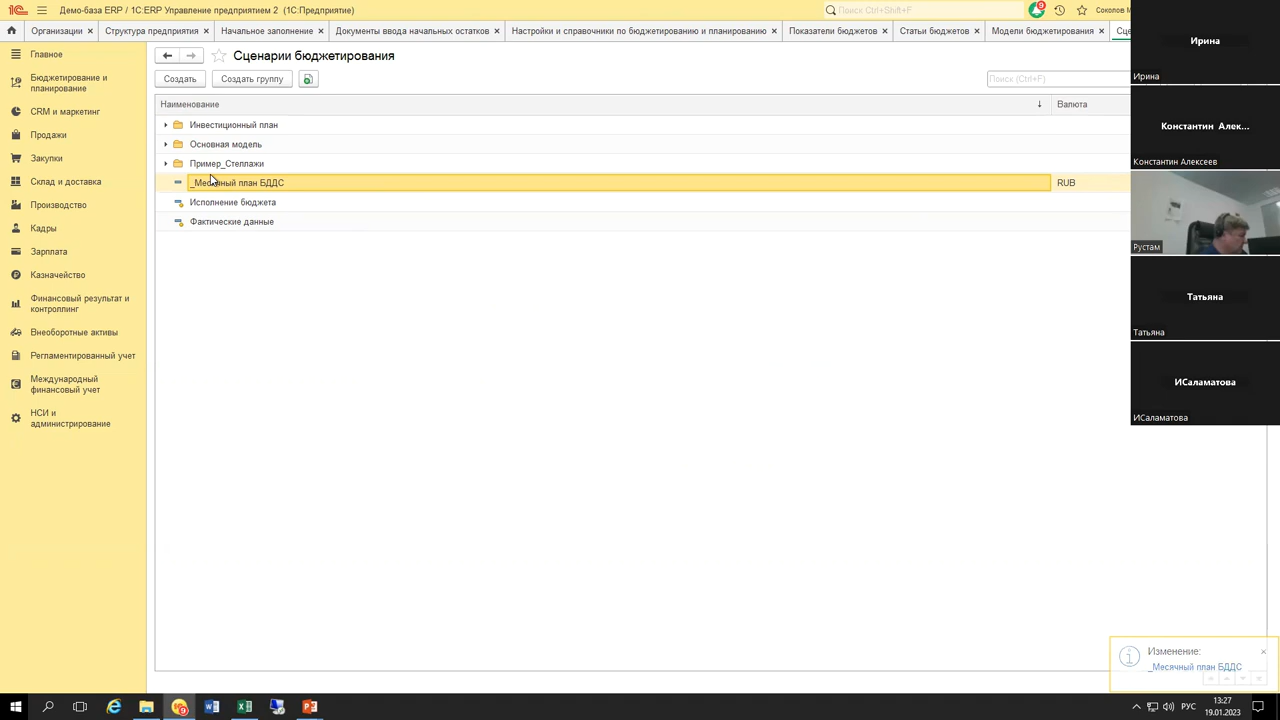 Демо-база ERP / 1С:ERP Управление предприятием 2 (1С:Предприятие)
Поиск Ctrl+Shift+F
9
Соколов М
Организации
Структура предприятия
Начальное заполнение
Документы ввода начальных остатков
Настройки и справочники по бюджетированию и планированию
Показатели бюджетов
Статьи бюджетов
Модели бюджетирования
Сце
Главное
Бюджетирование и
планирование
CRM и маркетинг
Продажи
Закупки
Склад и доставка
Производство
Кадры
Зарплата
Казначейство
Финансовый результат и
контроллинг
Внеоборотные активы
Регламентированный учет
Международный
финансовый учет
НСИ и
администрирование
Сценарии бюджетирования
Создать
Создать группу
Поиск (Ctrl+F)
Наименование
Валюта
Инвестиционный план
Основная модель
Пример_Стеллажи
_Месячный план БДДС
RUB
Исполнение бюджета
Фактические данные
Ирина
Ирина
Константин Алек...
Константин Алексеев
Рустам
Татьяна
Татьяна
ИСаламатова
ИСаламатова
Изменение:
_Месячный план БДДС
РУС
13:27
19.01.2023